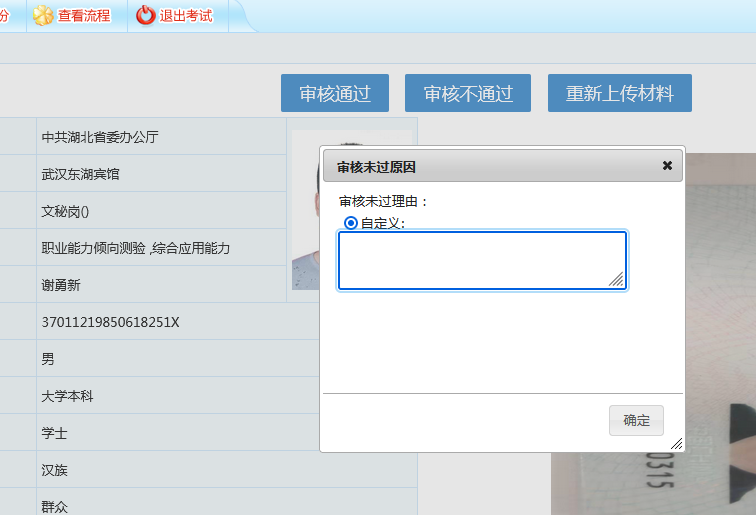 份
查看流程
退出考试
审核通过
审核不通过
重新上传材料
中共湖北省委办公厅
武汉东湖宾馆
文秘岗()
职业能力倾向测验 ,综合应用能力
谢勇新
37011219850618251X
男
大学本科
学士
汉族
群众
审核未过原因
审核未过理由：
自定义:
确定
0315